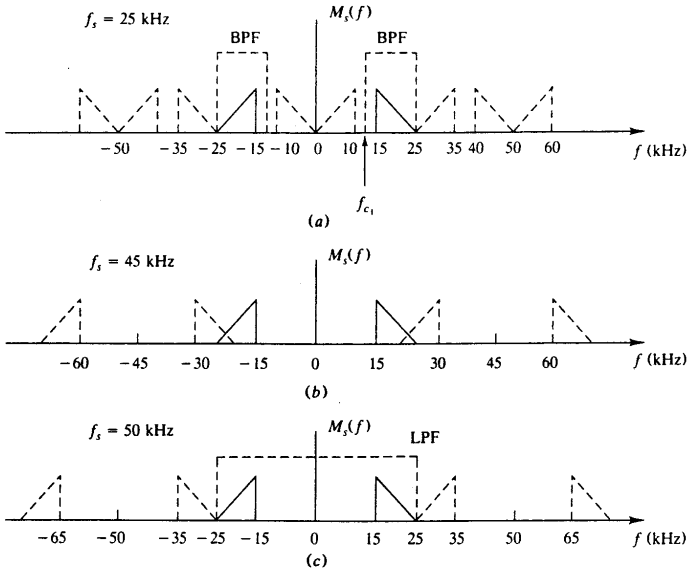 f_s = 25 kHz
M_s(f)
BPF BPF
−50 −35 −25 −15 −10 0 10 15 25 35 40 50 60 f (kHz)
f_c₁
(a)
f_s = 45 kHz
M_s(f)
−60 −45 −30 −15 0 15 30 45 60 f (kHz)
(b)
f_s = 50 kHz
M_s(f)
LPF
−65 −50 −35 −25 −15 0 15 25 35 50 65 f (kHz)
(c)